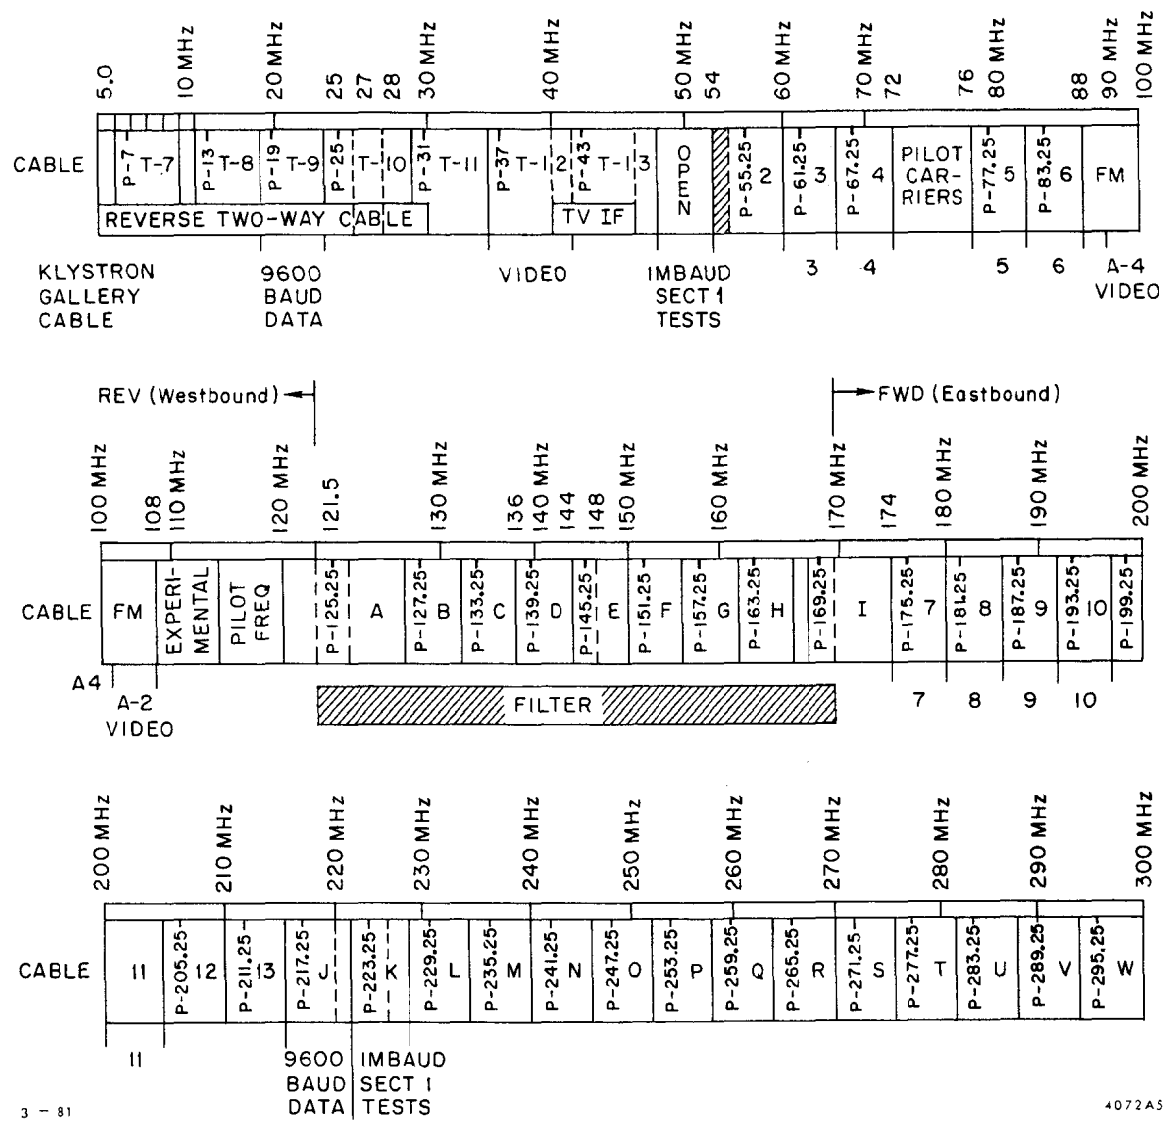 5.0 10 MHz 20 MHz 25 27 28 30 MHz 40 MHz 50 MHz 54 60 MHz 70 MHz 72 76 80 MHz 88 90 MHz 100 MHz
CABLE P-7 T-7 P-13 T-8 P-19 T-9 P-25 T-10 P-31 T-11 P-37 T-12 P-43 T-13 OPEN P-55.25 2 P-61.25 3 P-67.25 4 PILOT CAR-RIERS P-77.25 5 P-83.25 6 FM
REVERSE TWO-WAY CABLE TV IF
KLYSTRON GALLERY CABLE
9600 BAUD DATA
VIDEO
IMBAUD SECT 1 TESTS
3 4 5 6
A-4 VIDEO
REV (Westbound) FWD (Eastbound)
100 MHz 108 110 MHz 120 MHz 121.5 130 MHz 136 140 MHz 144 148 150 MHz 160 MHz 170 MHz 174 180 MHz 190 MHz 200 MHz
CABLE FM EXPERI-MENTAL PILOT FREQ P-125.25 A P-127.25 B P-133.25 C P-139.25 D P-145.25 E P-151.25 F P-157.25 G P-163.25 H P-169.25 I P-175.25 7 P-181.25 8 P-187.25 9 P-193.25 10 P-199.25
A4
A-2 VIDEO
FILTER
7 8 9 10
200 MHz 210 MHz 220 MHz 230 MHz 240 MHz 250 MHz 260 MHz 270 MHz 280 MHz 290 MHz 300 MHz
CABLE 11 P-205.25 12 P-211.25 13 P-217.25 J P-223.25 K P-229.25 L P-235.25 M P-241.25 N P-247.25 O P-253.25 P P-259.25 Q P-265.25 R P-271.25 S P-277.25 T P-283.25 U P-289.25 V P-295.25 W
11
9600 BAUD DATA
IMBAUD SECT 1 TESTS
3 - 81
4072A5